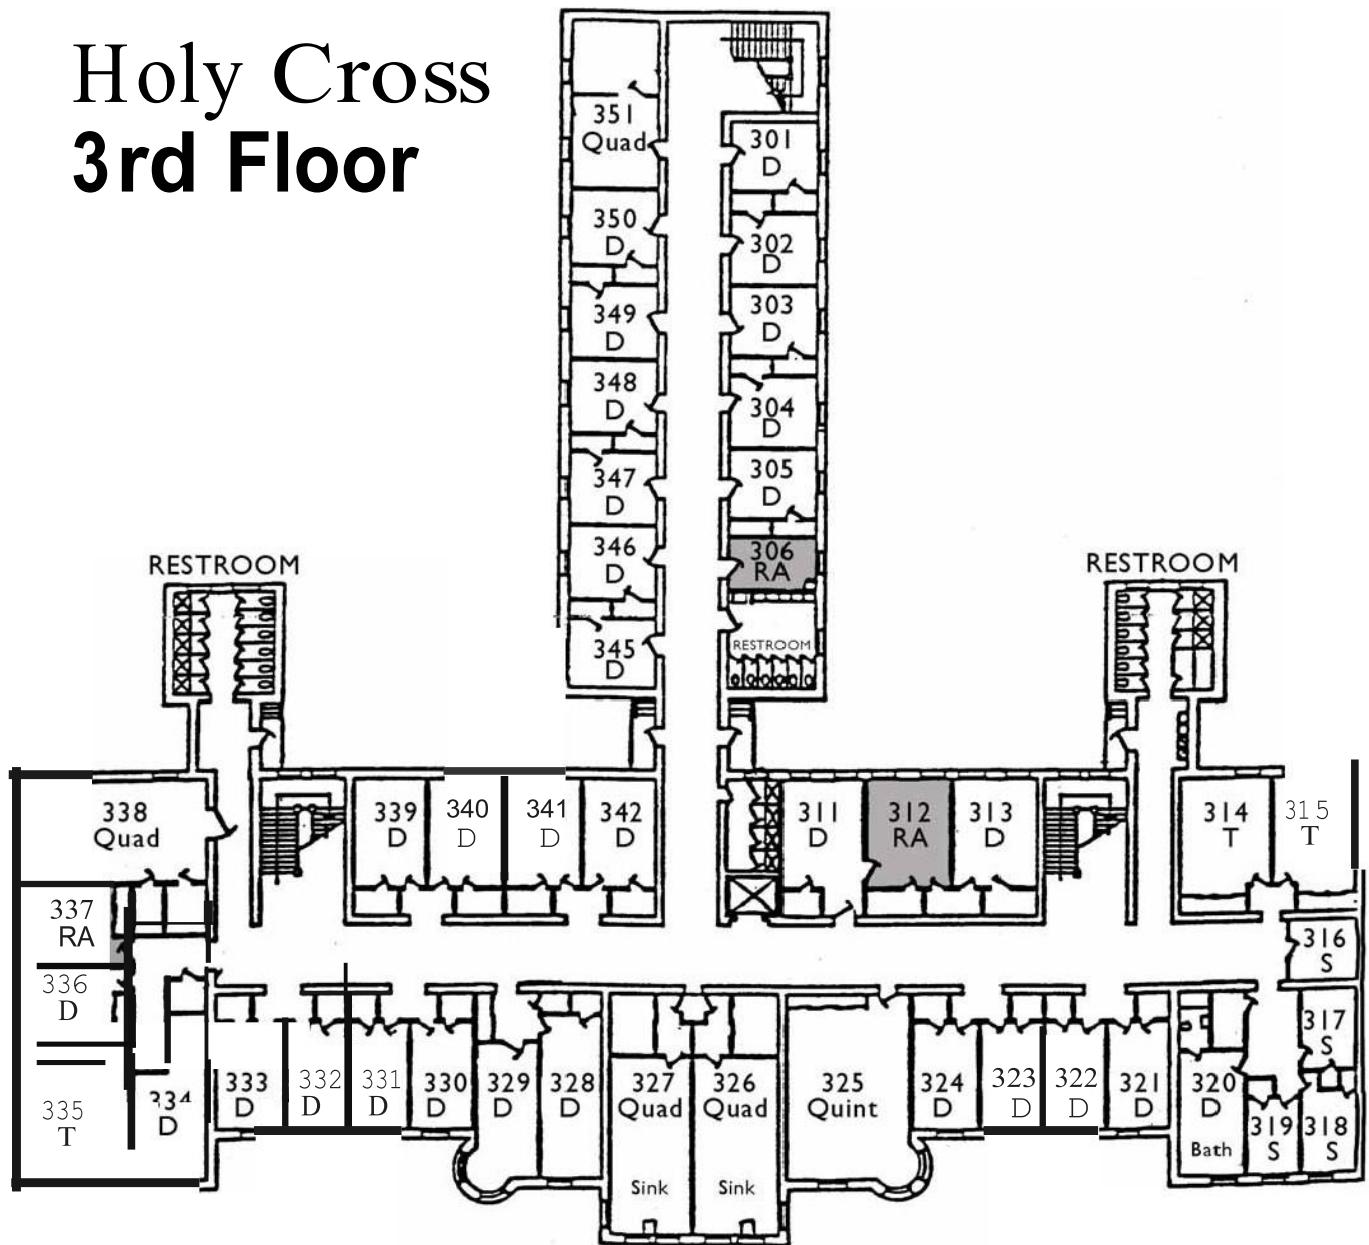 Holy Cross
3rd Floor
351
Quad
301
D
350
D
302
D
349
D
303
D
348
D
304
D
347
D
305
D
346
D
306
RA
345
D
RESTROOM
RESTROOM
RESTROOM
338
Quad
339
D
340
D
341
D
342
D
311
D
312
RA
313
D
314
T
315
T
337
RA
336
D
335
T
334
D
333
D
332
D
331
D
330
D
329
D
328
D
327
Quad
Sink
326
Quad
Sink
325
Quint
324
D
323
D
322
D
321
D
320
D
Bath
319
S
318
S
317
S
316
S